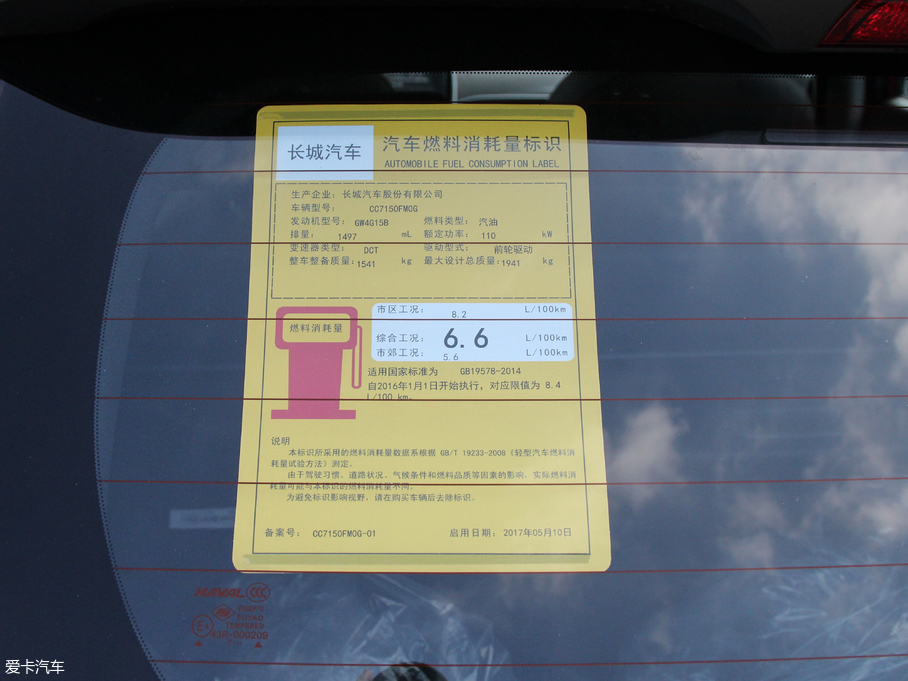 长城汽车
汽车燃料消耗量标识
AUTOMOBILE FUEL CONSUMPTION LABEL
生产企业：长城汽车股份有限公司
车辆型号： CC7150FM0G
发动机型号： GW4G15B 燃料类型： 汽油
排量： 1497 mL 额定功率： 110 kW
变速器类型： DCT 驱动型式： 前轮驱动
整车整备质量：1541 kg 最大设计总质量：1941 kg
燃料消耗量
市区工况： 8.2 L/100km
综合工况： 6.6 L/100km
市郊工况： 5.6 L/100km
适用国家标准为 GB19578-2014
自2016年1月1日开始执行，对应限值为 8.4
L/100 km。
说明
本标识所采用的燃料消耗量数据系根据 GB/T 19233-2008《轻型汽车燃料消
耗量试验方法》测定。
由于驾驶习惯、道路状况、气候条件和燃料品质等因素的影响，实际燃料消
耗量可能与本标识的燃料消耗量不同。
为避免标识影响视野，请在购买车辆后去除标识。
备案号： CC7150FM0G-01 启用日期： 2017年05月10日
HAVAL CCC
TEMPERED
43R-000209
爱卡汽车